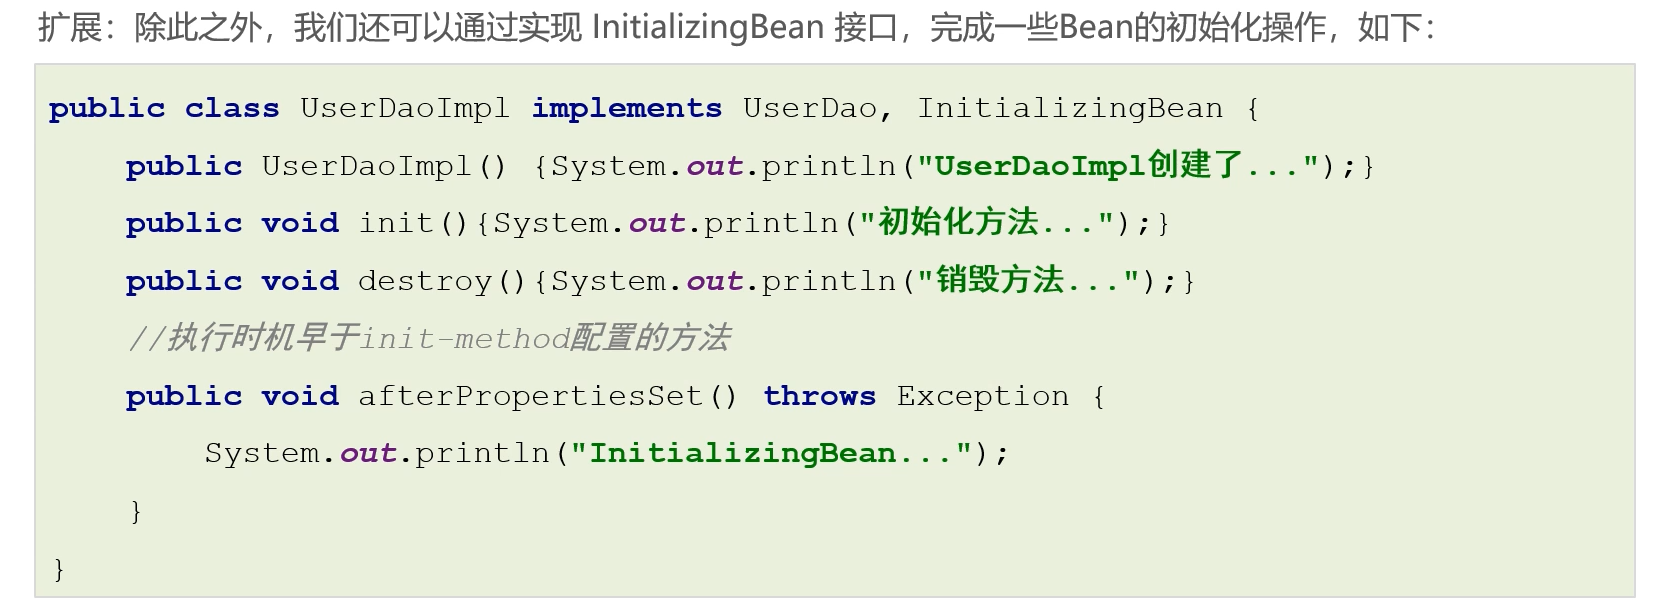 扩展：除此之外，我们还可以通过实现 InitializingBean 接口，完成一些Bean的初始化操作，如下：
public class UserDaoImpl implements UserDao, InitializingBean {
    public UserDaoImpl() {System.out.println("UserDaoImpl创建了...");}
    public void init(){System.out.println("初始化方法...");}
    public void destroy(){System.out.println("销毁方法...");}
    //执行时机早于init-method配置的方法
    public void afterPropertiesSet() throws Exception {
        System.out.println("InitializingBean...");
    }
}